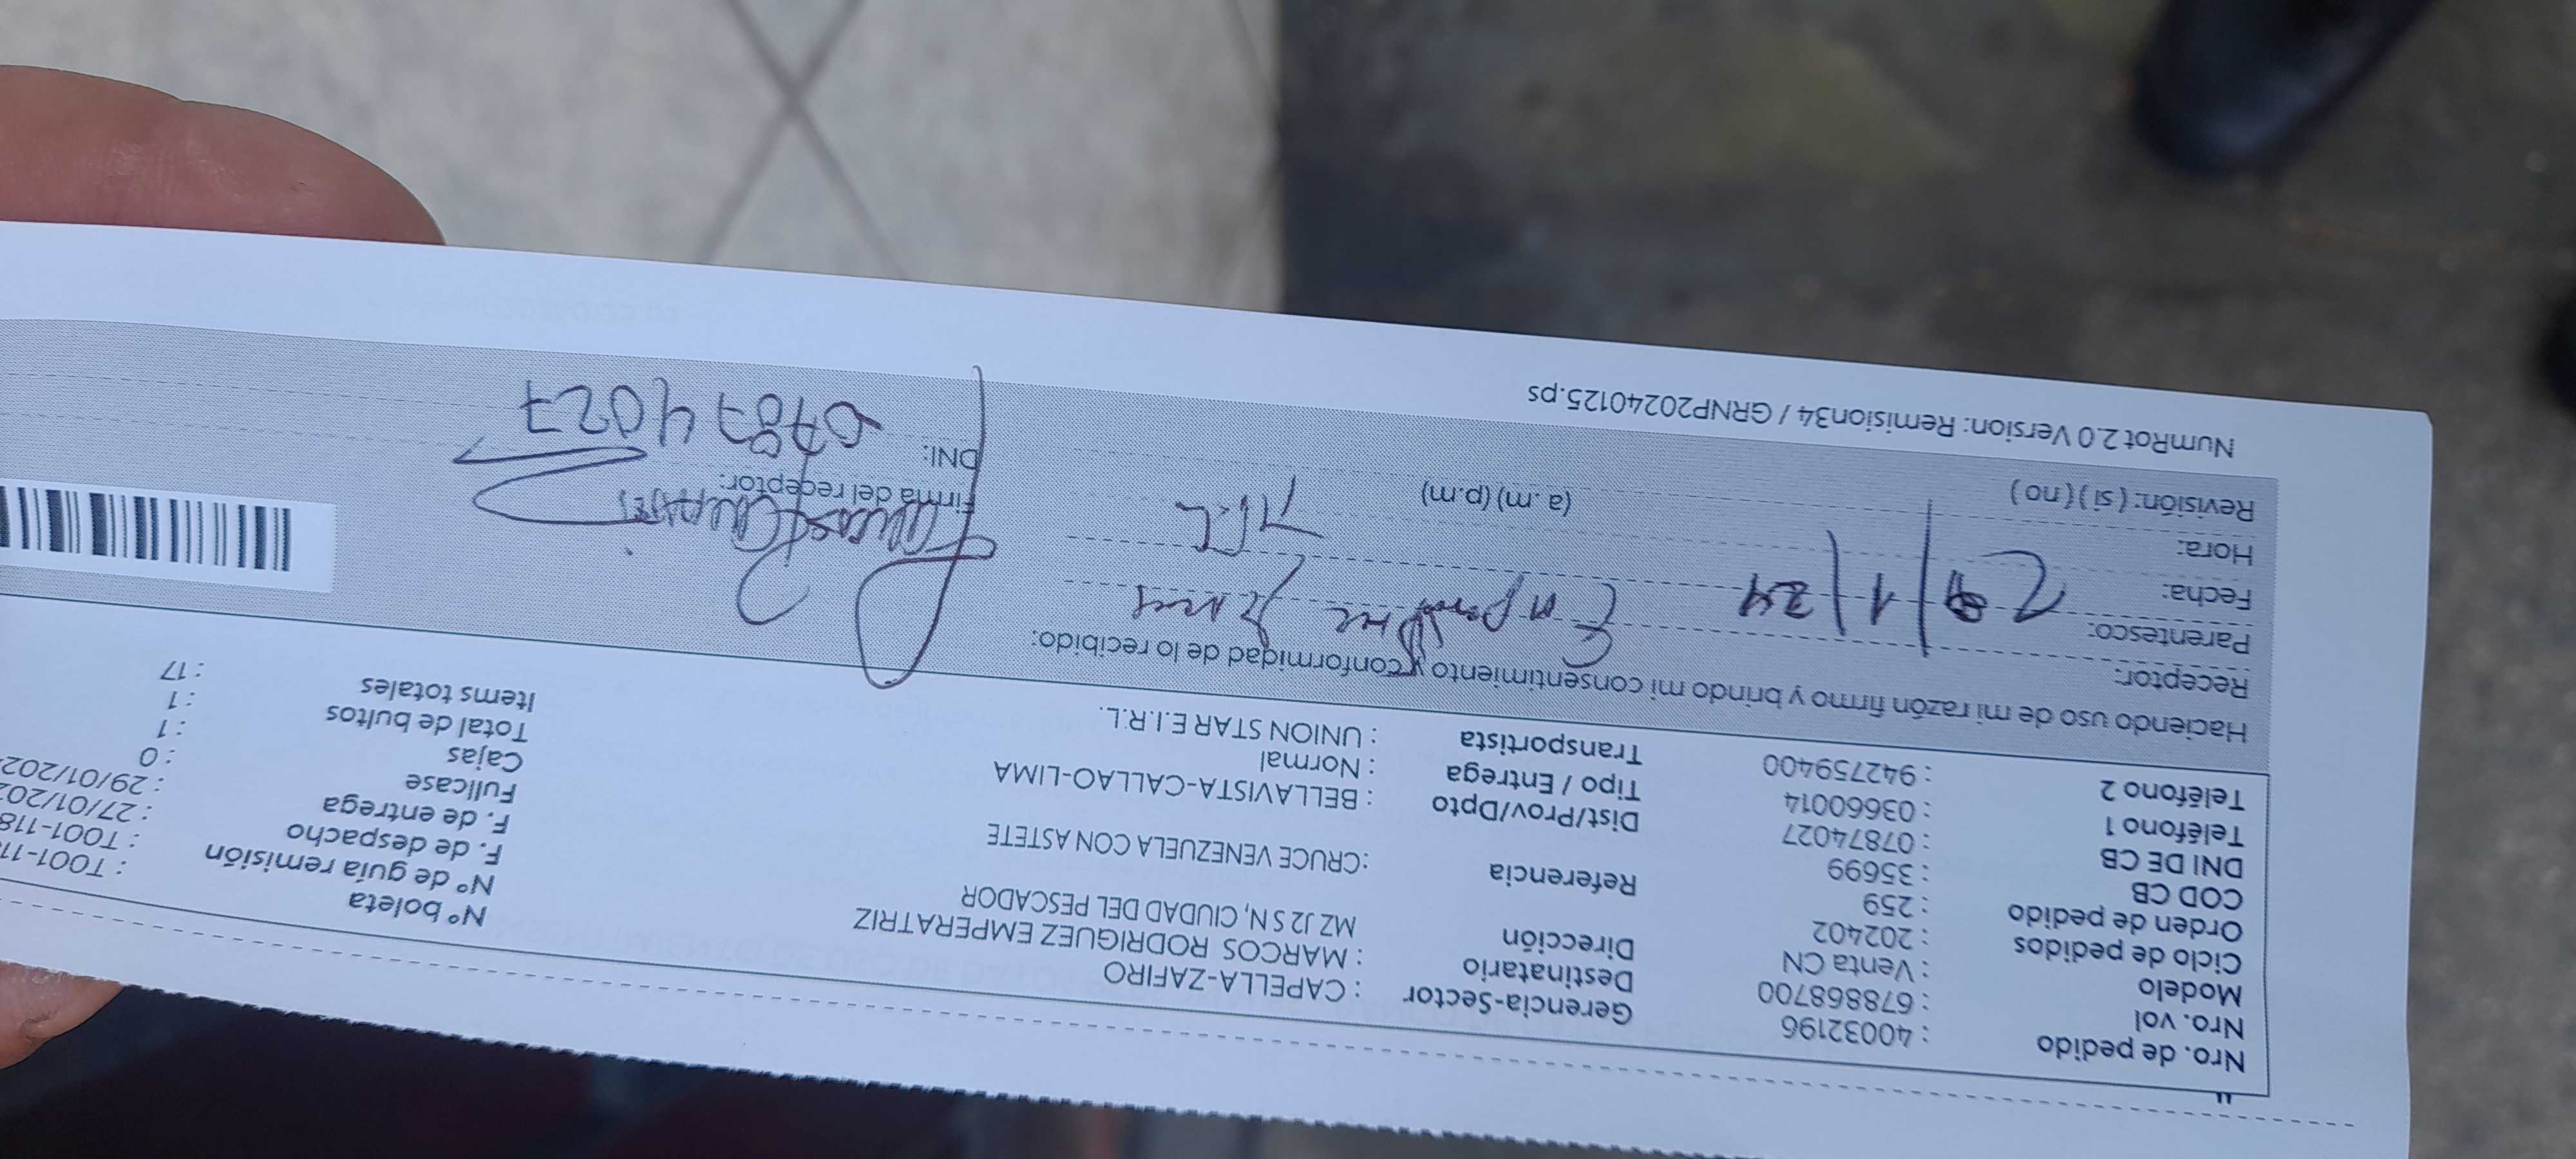 Nro. de pedido : 40032196
Nro. vol : 678868700
Modelo : Venta CN
Ciclo de pedidos : 202402
Orden de pedido : 259
COD CB : 35699
DNI DE CB : 07874027
Teléfono 1 : 03660014
Teléfono 2 : 942759400
Gerencia-Sector : CAPELLA-ZAFIRO
Destinatario : MARCOS RODRIGUEZ EMPERATRIZ
Dirección MZ J2 S N, CIUDAD DEL PESCADOR
Referencia :CRUCE VENEZUELA CON ASTETE
Dist/Prov/Dpto : BELLAVISTA-CALLAO-LIMA
Tipo / Entrega : Normal
Transportista : UNION STAR E.I.R.L.
N° boleta : T001-11
N° de guía remisión : T001-118
F. de despacho : 27/01/202
F. de entrega : 29/01/202
Fullcase : 0
Cajas : 1
Total de bultos : 1
Items totales : 17
Haciendo uso de mi razón firmo y brindo mi consentimiento y conformidad de lo recibido:
Receptor:
Parentesco:
Fecha: /1/24
Hora: (a.m) (p.m)
Revisión: (si) (no)
Firma del receptor:
DNI: 07874027
NumRot 2.0 Version: Remision34 / GRNP20240125.ps